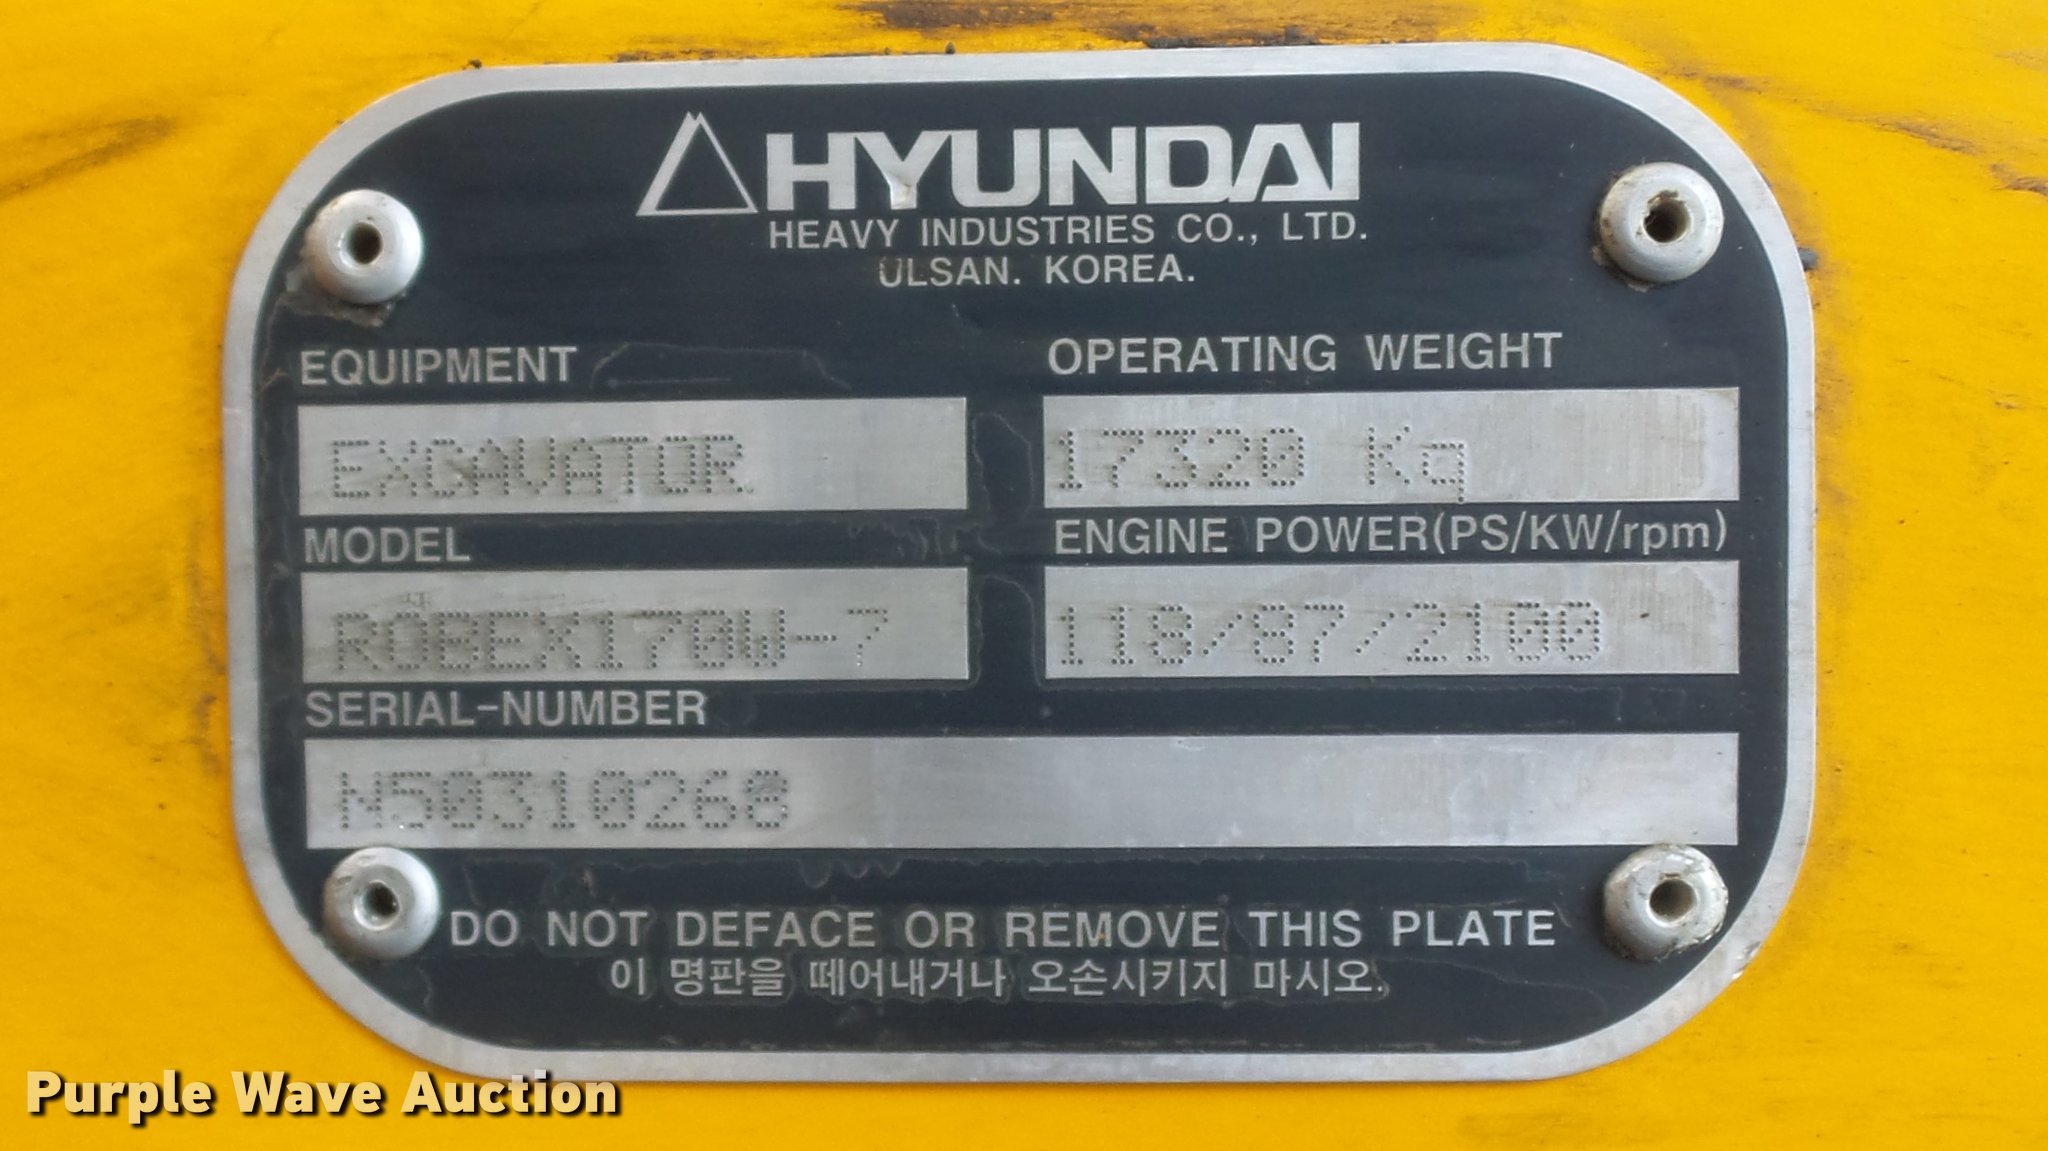 HYUNDAI
HEAVY INDUSTRIES CO., LTD.
ULSAN. KOREA.
EQUIPMENT
EXCAVATOR
OPERATING WEIGHT
17320 Kg
MODEL
ROBEX170W-7
ENGINE POWER(PS/KW/rpm)
118/87/2100
SERIAL-NUMBER
N50310268
DO NOT DEFACE OR REMOVE THIS PLATE
이 명판을 떼어내거나 오손시키지 마시오.
Purple Wave Auction